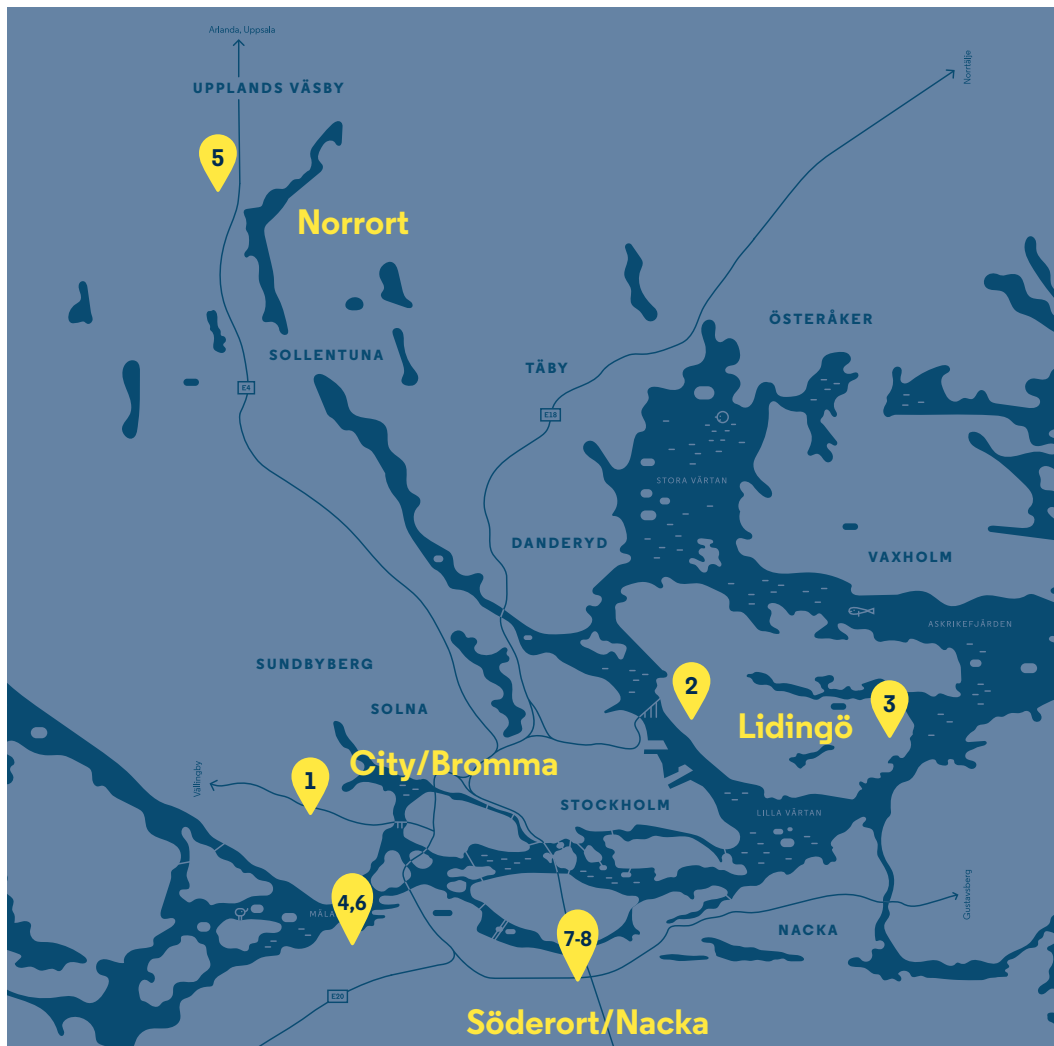 Arlanda, Uppsala
Norrtälje
UPPLANDS VÄSBY
5
Norrort
ÖSTERÅKER
SOLLENTUNA
TÄBY
E4
E18
STORA VÄRTAN
DANDERYD
VAXHOLM
ASKRIKEFJÄRDEN
SUNDBYBERG
2
3
SOLNA
Lidingö
City/Bromma
1
Vällingby
STOCKHOLM
LILLA VÄRTAN
4,6
MÄLA
Gustavsberg
7-8
NACKA
E20
Söderort/Nacka